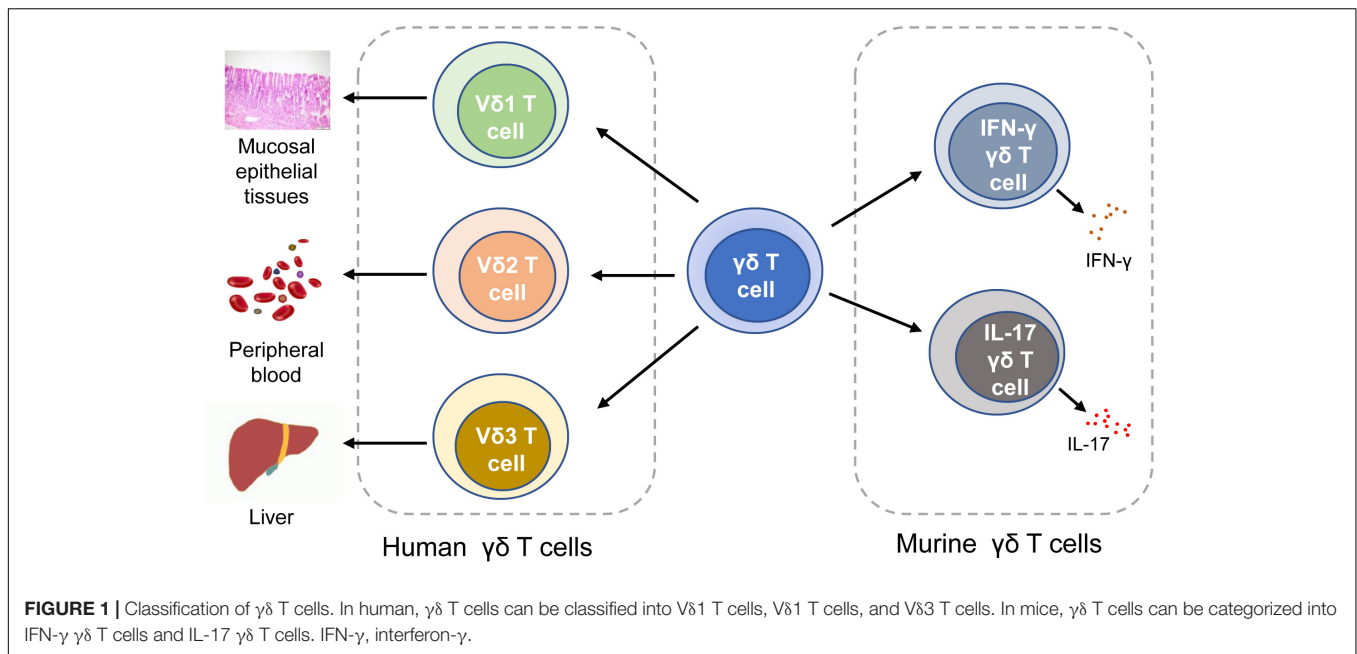 Mucosal
epithelial
tissues
Peripheral
blood
Liver
Vδ1 T
cell
Vδ2 T
cell
Vδ3 T
cell
Human γδ T cells
γδ T
cell
IFN-γ
γδ T
cell
IFN-γ
IL-17
γδ T
cell
IL-17
Murine γδ T cells
FIGURE 1 | Classification of γδ T cells. In human, γδ T cells can be classified into Vδ1 T cells, Vδ1 T cells, and Vδ3 T cells. In mice, γδ T cells can be categorized into
IFN-γ γδ T cells and IL-17 γδ T cells. IFN-γ, interferon-γ.